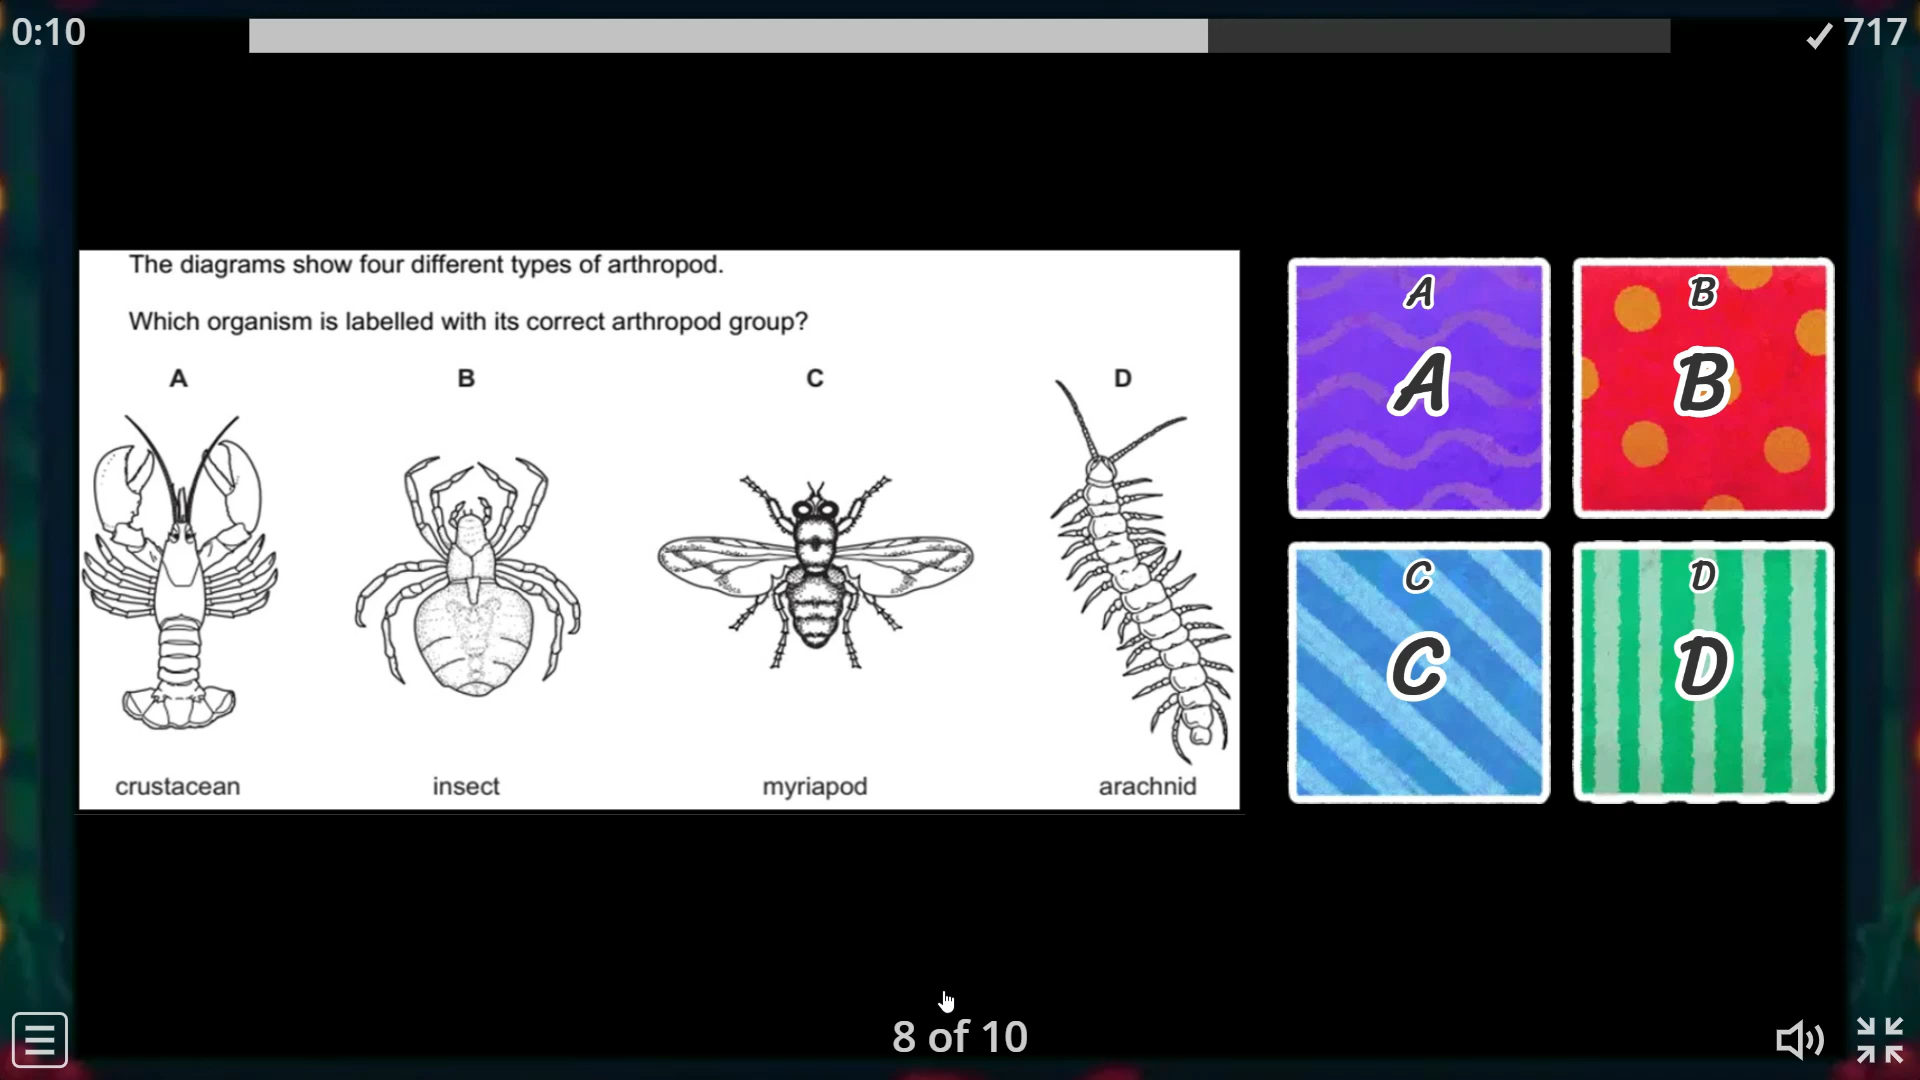 0:10
✓ 717
The diagrams show four different types of arthropod.
Which organism is labelled with its correct arthropod group?
A B C D
crustacean insect myriapod arachnid
A
A
B
B
C
C
D
D
8 of 10